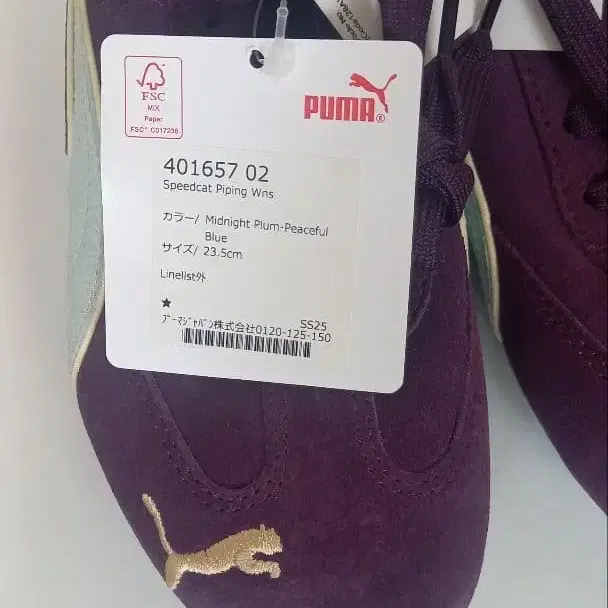 FSC
MIX
Paper
FSC® C017238
PUMA®
401657 02
Speedcat Piping Wns
カラー/ Midnight Plum-Peaceful
Blue
サイズ/ 23.5cm
Linelist外
★
SS25
ﾌﾟｰﾏｼﾞｬﾊﾟﾝ株式会社0120-125-150